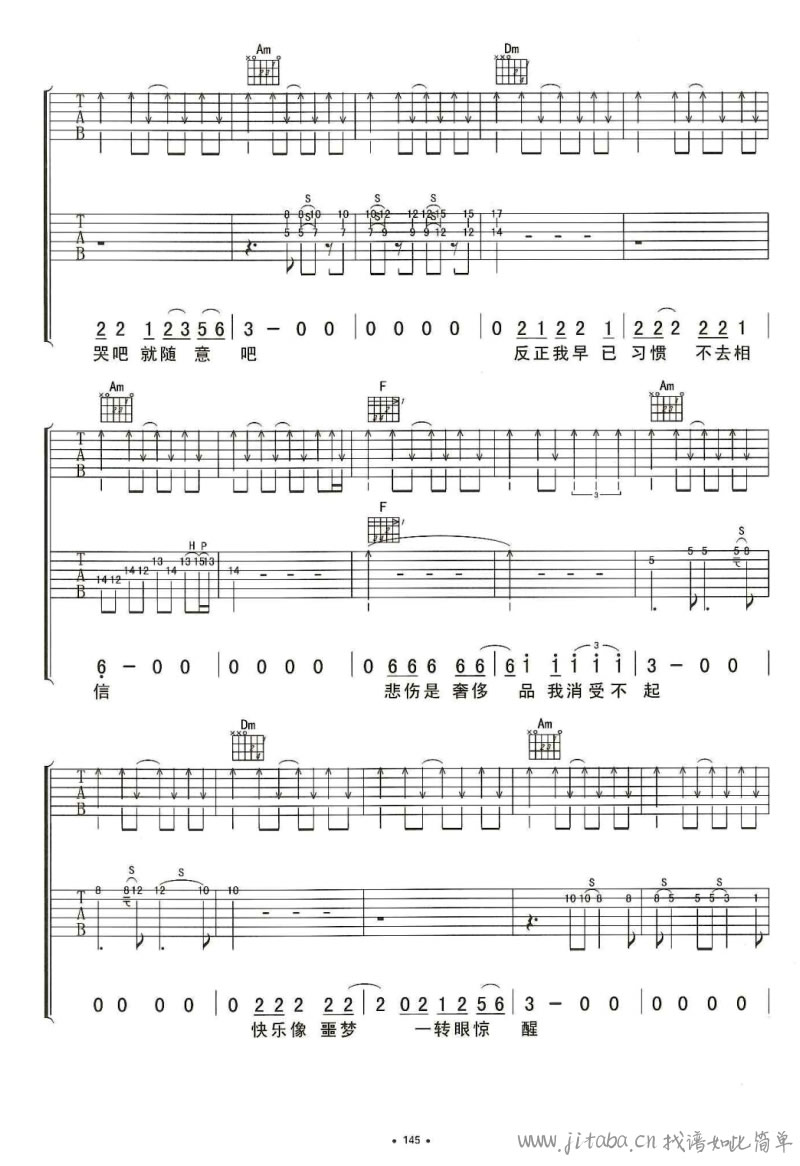 Am Dm
T A B
S S S
8 8 10 10 10 12 12 12 15 15 17
T A B
5 5 7 7 7 9 9 9 12 12 14 - - -
2 2 1 2 3 5 6 | 3 - 0 0 | 0 0 0 0 | 0 2 1 2 2 1 | 2 2 2 2 2 1
哭吧 就随 意 吧 反正我早 已 习惯 不去相
Am F Am
T A B
3
F
H P S
T A B
14 12 14 12 13 14 13 15 13 14 - - - - - 5 5 5 5 8
6 - 0 0 | 0 0 0 0 | 0 6 6 6 6 6 | 6 i i i i i | 3 - 0 0
3
信 悲伤是 奢侈 品 我消受不 起
Dm Am
T A B
S S S S S
T A B
8 8 12 12 10 10 - - - 10 10 8 8 8 5 5 3 1
0 0 0 0 | 0 2 2 2 2 2 | 2 0 2 1 2 5 6 | 3 - 0 0 | 0 0 0 0
快乐像 噩梦 一转眼惊 醒
• 145 •
www.jitaba.cn 找谱如此简单